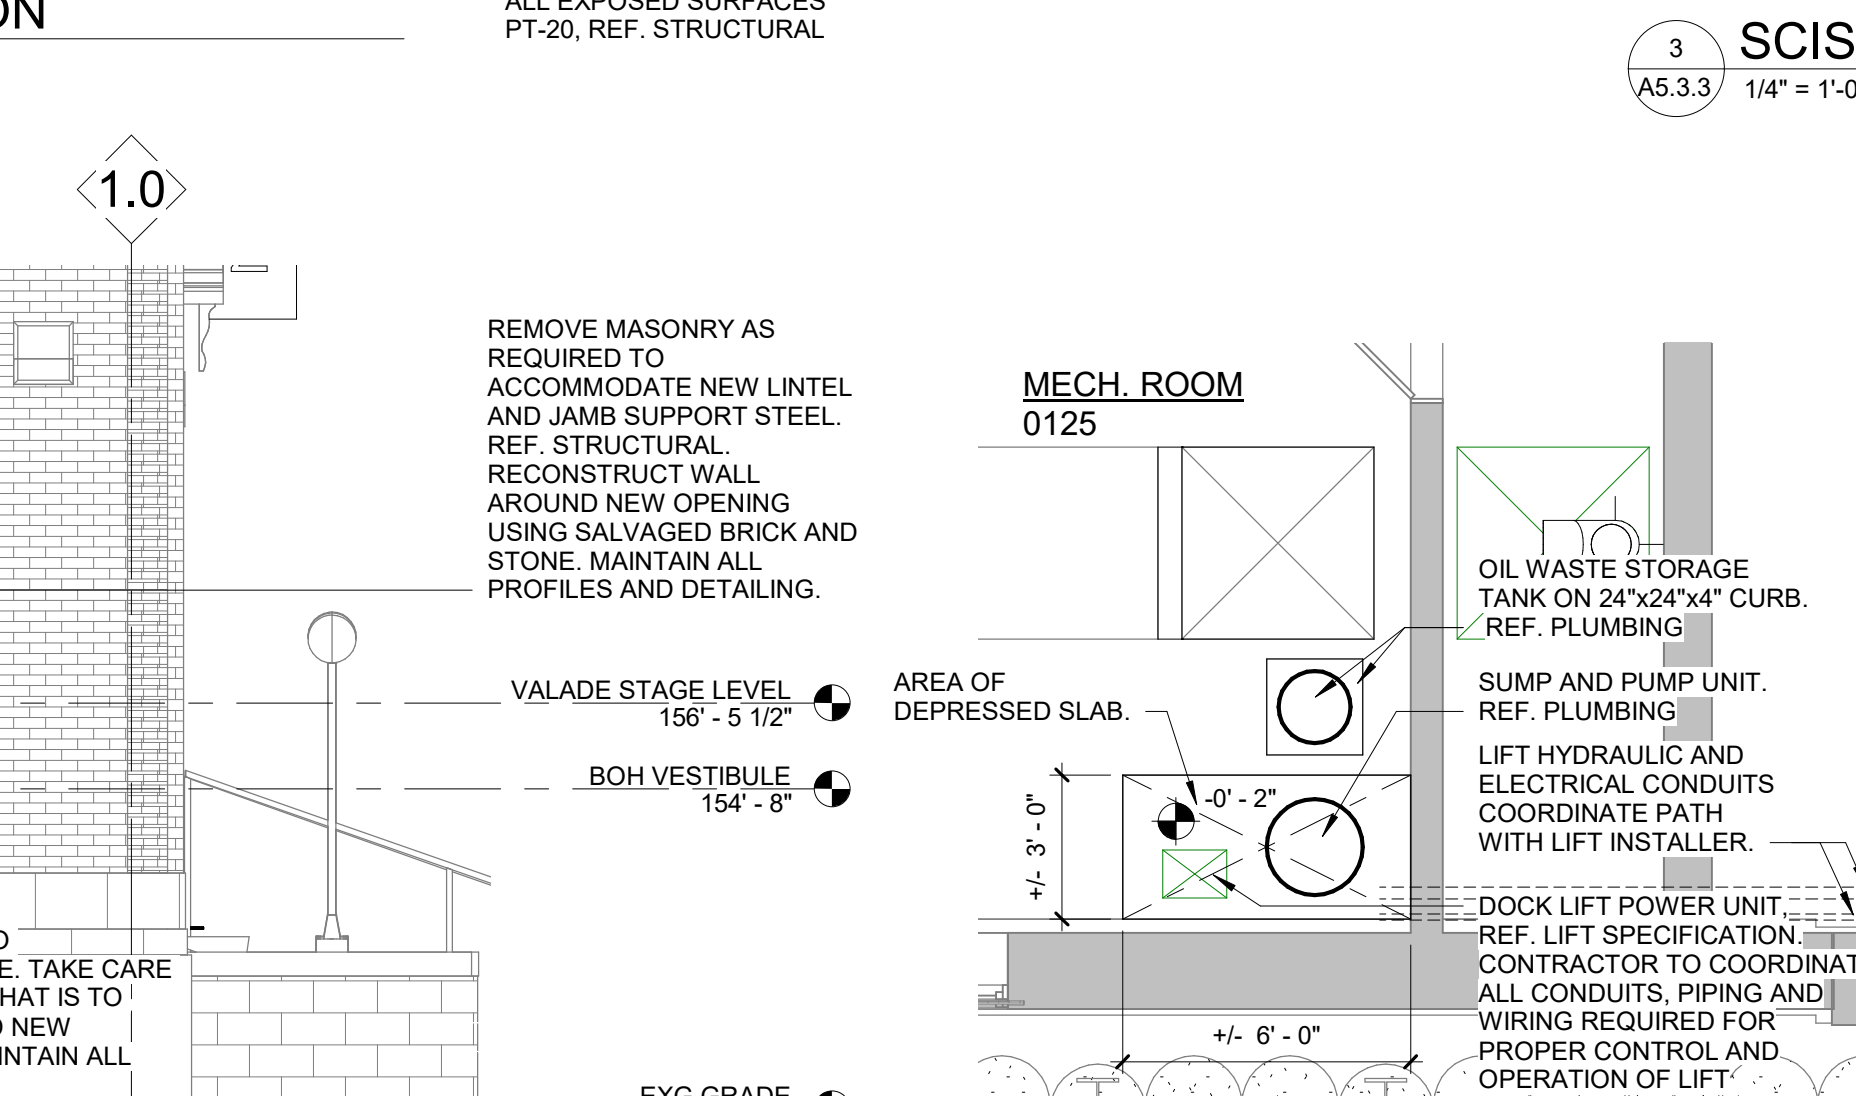 ON
ALL EXPOSED SURFACES
PT-20, REF. STRUCTURAL
3
A5.3.3
SCIS
1/4" = 1'-0
1.0
REMOVE MASONRY AS
REQUIRED TO
ACCOMMODATE NEW LINTEL
AND JAMB SUPPORT STEEL.
REF. STRUCTURAL.
RECONSTRUCT WALL
AROUND NEW OPENING
USING SALVAGED BRICK AND
STONE. MAINTAIN ALL
PROFILES AND DETAILING.
VALADE STAGE LEVEL
156' - 5 1/2"
BOH VESTIBULE
154' - 8"
E. TAKE CARE
HAT IS TO
NEW
INTAIN ALL
EXG GRADE
MECH. ROOM
0125
AREA OF
DEPRESSED SLAB.
-0' - 2"
+/- 3' - 0"
+/- 6' - 0"
OIL WASTE STORAGE
TANK ON 24"x24"x4" CURB.
REF. PLUMBING
SUMP AND PUMP UNIT.
REF. PLUMBING
LIFT HYDRAULIC AND
ELECTRICAL CONDUITS
COORDINATE PATH
WITH LIFT INSTALLER.
DOCK LIFT POWER UNIT,
REF. LIFT SPECIFICATION.
CONTRACTOR TO COORDINAT
ALL CONDUITS, PIPING AND
WIRING REQUIRED FOR
PROPER CONTROL AND
OPERATION OF LIFT